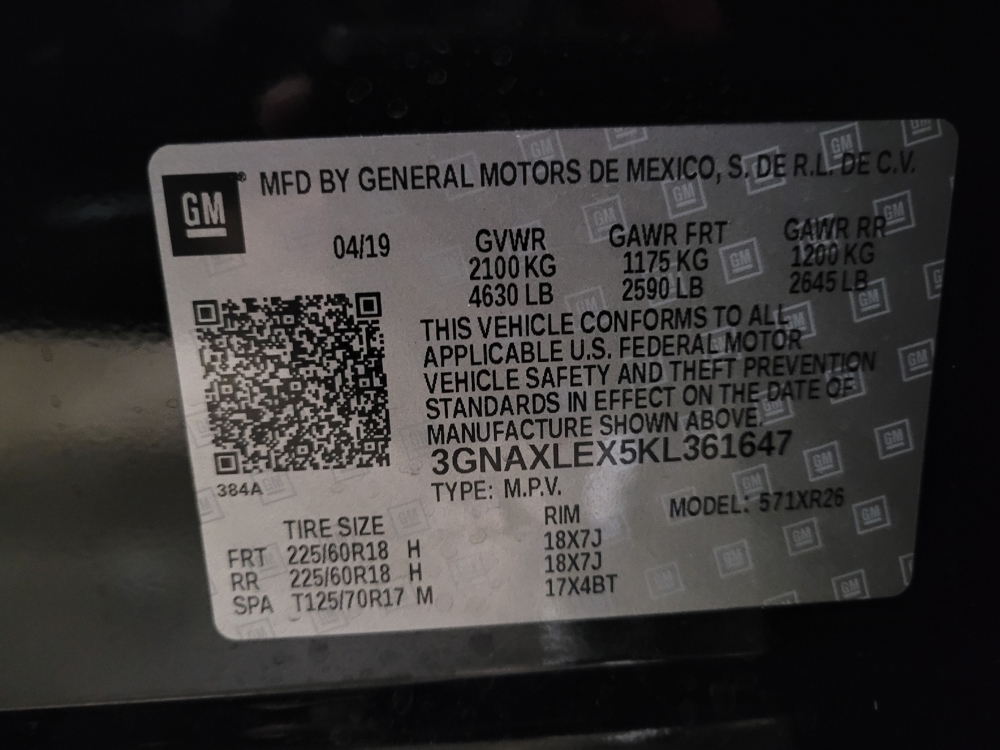 GM® MFD BY GENERAL MOTORS DE MEXICO, S. DE R.L. DE C.V.
04/19 GVWR GAWR FRT GAWR RR
2100 KG 1175 KG 1200 KG
4630 LB 2590 LB 2645 LB
THIS VEHICLE CONFORMS TO ALL
APPLICABLE U.S. FEDERAL MOTOR
VEHICLE SAFETY AND THEFT PREVENTION
STANDARDS IN EFFECT ON THE DATE OF
MANUFACTURE SHOWN ABOVE.
3GNAXLEX5KL361647
384A
TYPE: M.P.V. MODEL: 571XR26
TIRE SIZE RIM
FRT 225/60R18 H 18X7J
RR 225/60R18 H 18X7J
SPA T125/70R17 M 17X4BT